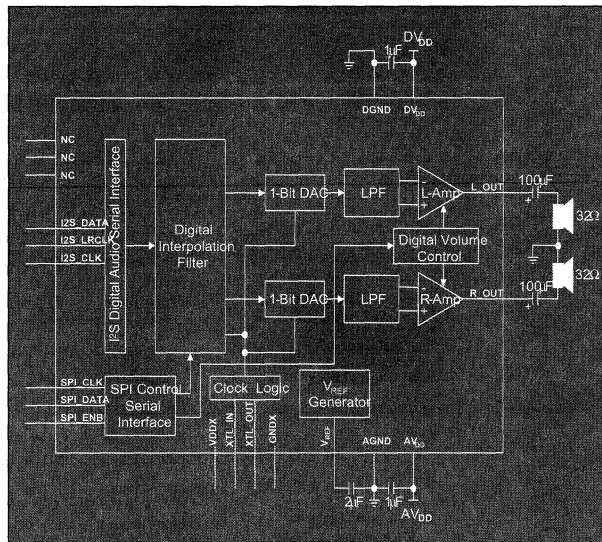 DV_DD
1µF
DGND DV_DD
NC
NC
NC
I2S_DATA
I2S_LRCLK
I2S_CLK
I²S Digital Audio Serial Interface
Digital
Interpolation
Filter
1-Bit DAC
LPF
L-Amp
L_OUT
100µF
32Ω
Digital Volume
Control
1-Bit DAC
LPF
R-Amp
R_OUT
100µF
32Ω
SPI_CLK
SPI_DATA
SPI_ENB
SPI Control
Serial
Interface
Clock Logic
V_REF
Generator
VDDX
XTL_IN
XTL_OUT
GNDX
V_REF
AGND
AV_DD
2µF
1µF
AV_DD